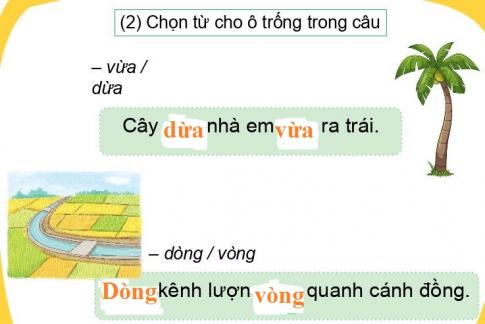 (2) Chọn từ cho ô trống trong câu
– vừa /
dừa
Cây dừa nhà em vừa ra trái.
– dòng / vòng
Dòng kênh lượn vòng quanh cánh đồng.